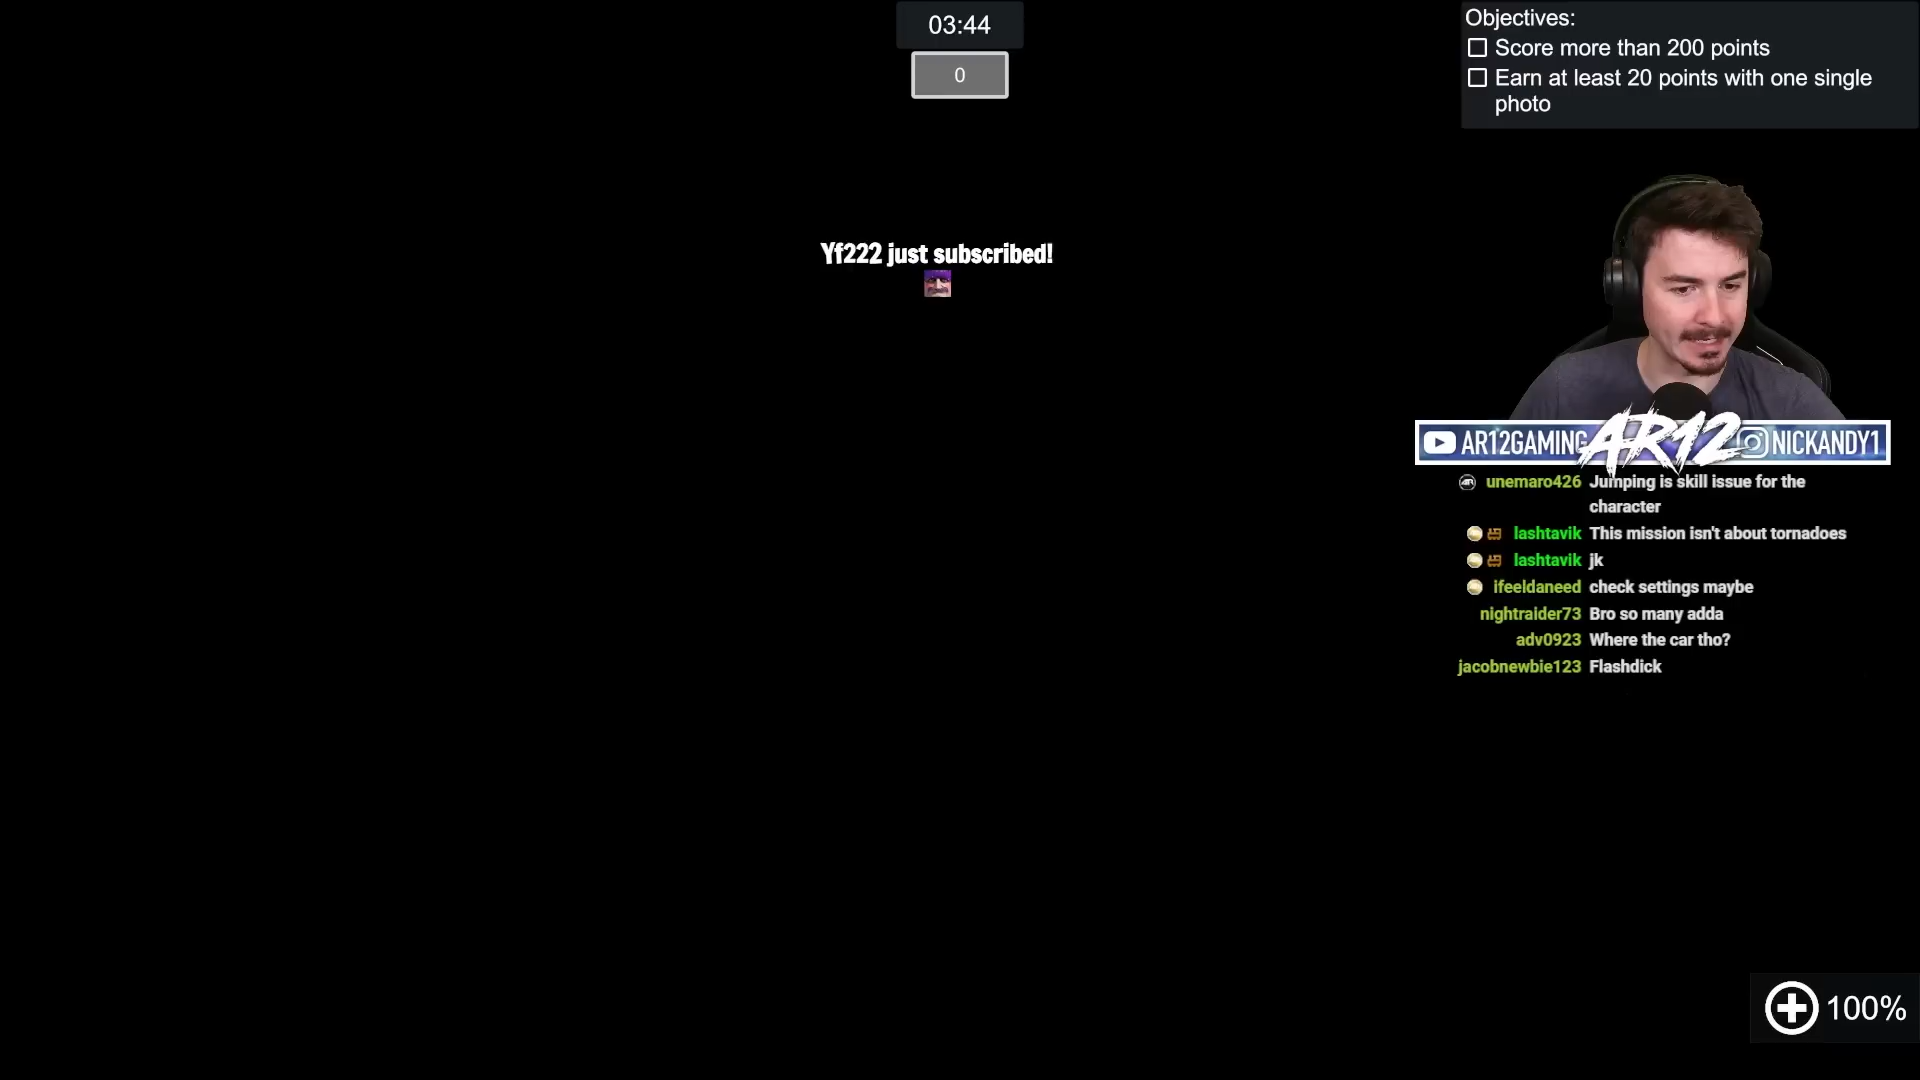 03:44
0
Objectives:
Score more than 200 points
Earn at least 20 points with one single
photo
Yf222 just subscribed!
AR12GAMING AR12 NICKANDY1
unemaro426 Jumping is skill issue for the
character
lashtavik This mission isn't about tornadoes
lashtavik jk
ifeeldaneed check settings maybe
nightraider73 Bro so many adda
adv0923 Where the car tho?
jacobnewbie123 Flashdick
100%